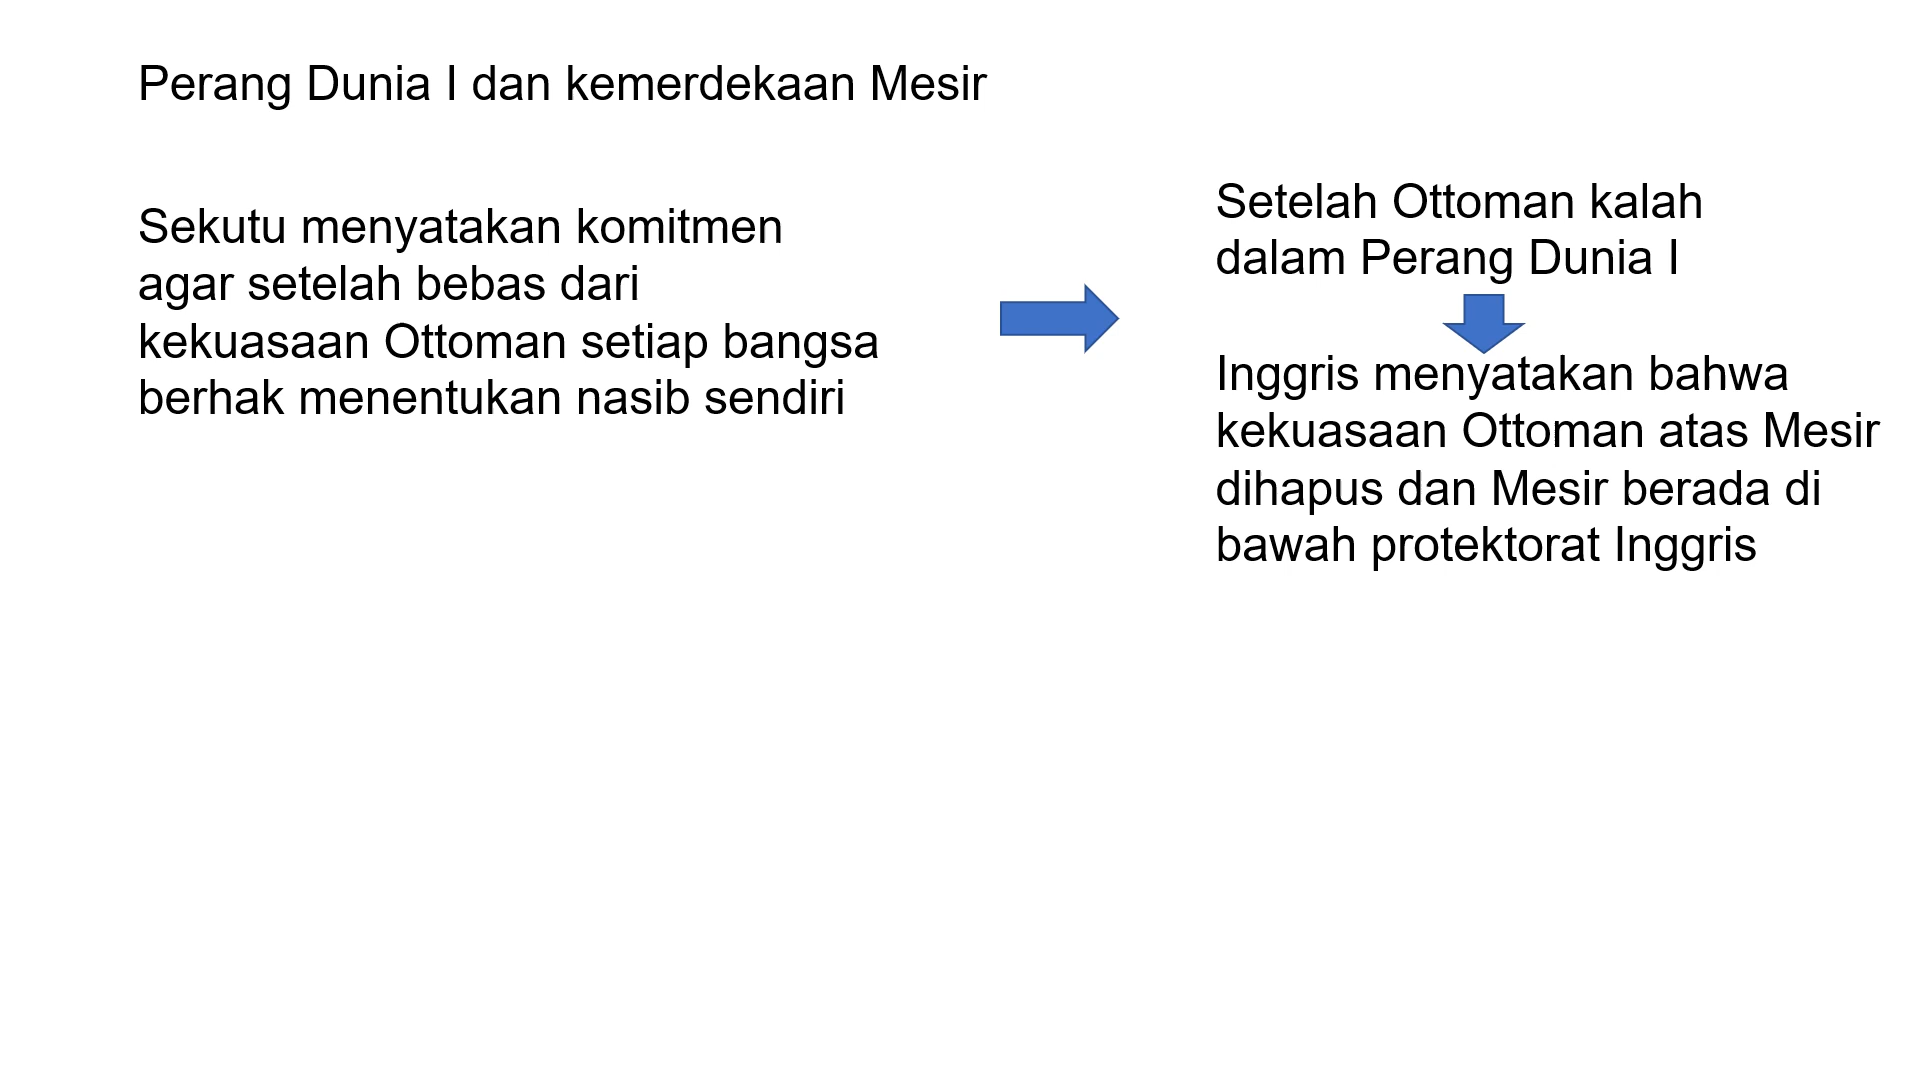 Perang Dunia I dan kemerdekaan Mesir
Sekutu menyatakan komitmen
agar setelah bebas dari
kekuasaan Ottoman setiap bangsa
berhak menentukan nasib sendiri
Setelah Ottoman kalah
dalam Perang Dunia I
Inggris menyatakan bahwa
kekuasaan Ottoman atas Mesir
dihapus dan Mesir berada di
bawah protektorat Inggris